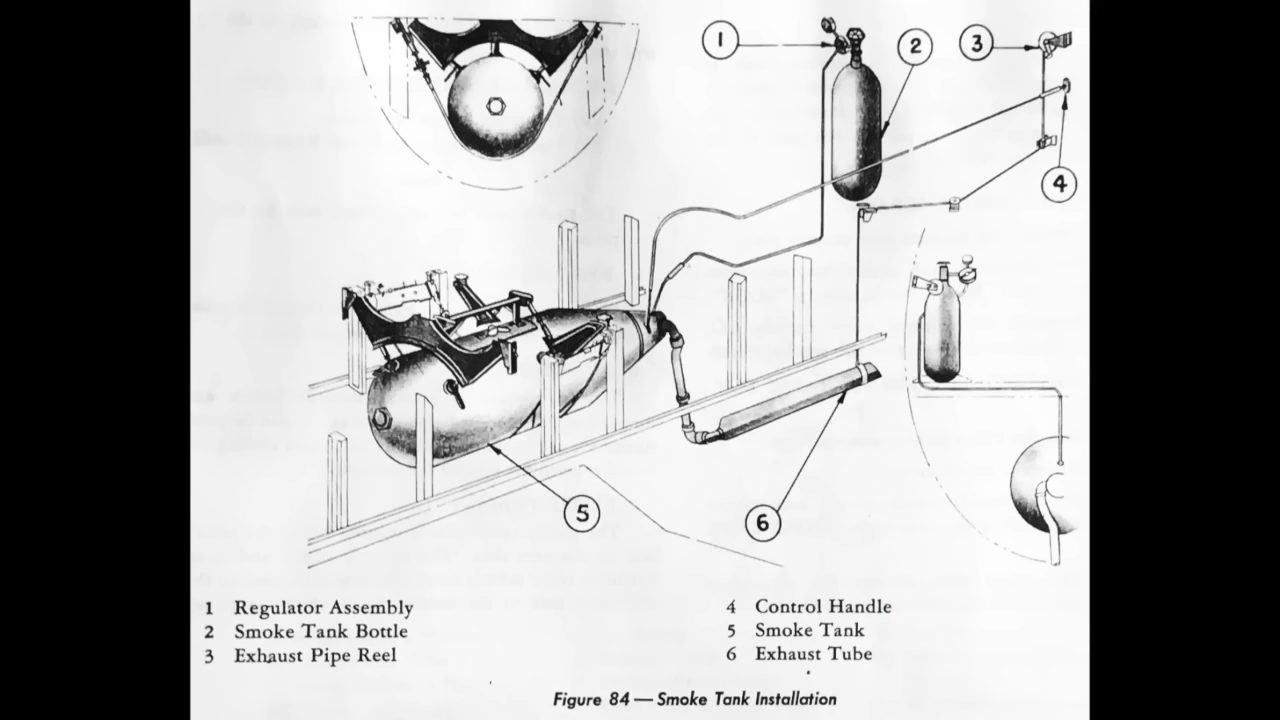 1
2
3
4
5
6
1 Regulator Assembly
2 Smoke Tank Bottle
3 Exhaust Pipe Reel
4 Control Handle
5 Smoke Tank
6 Exhaust Tube
Figure 84 — Smoke Tank Installation